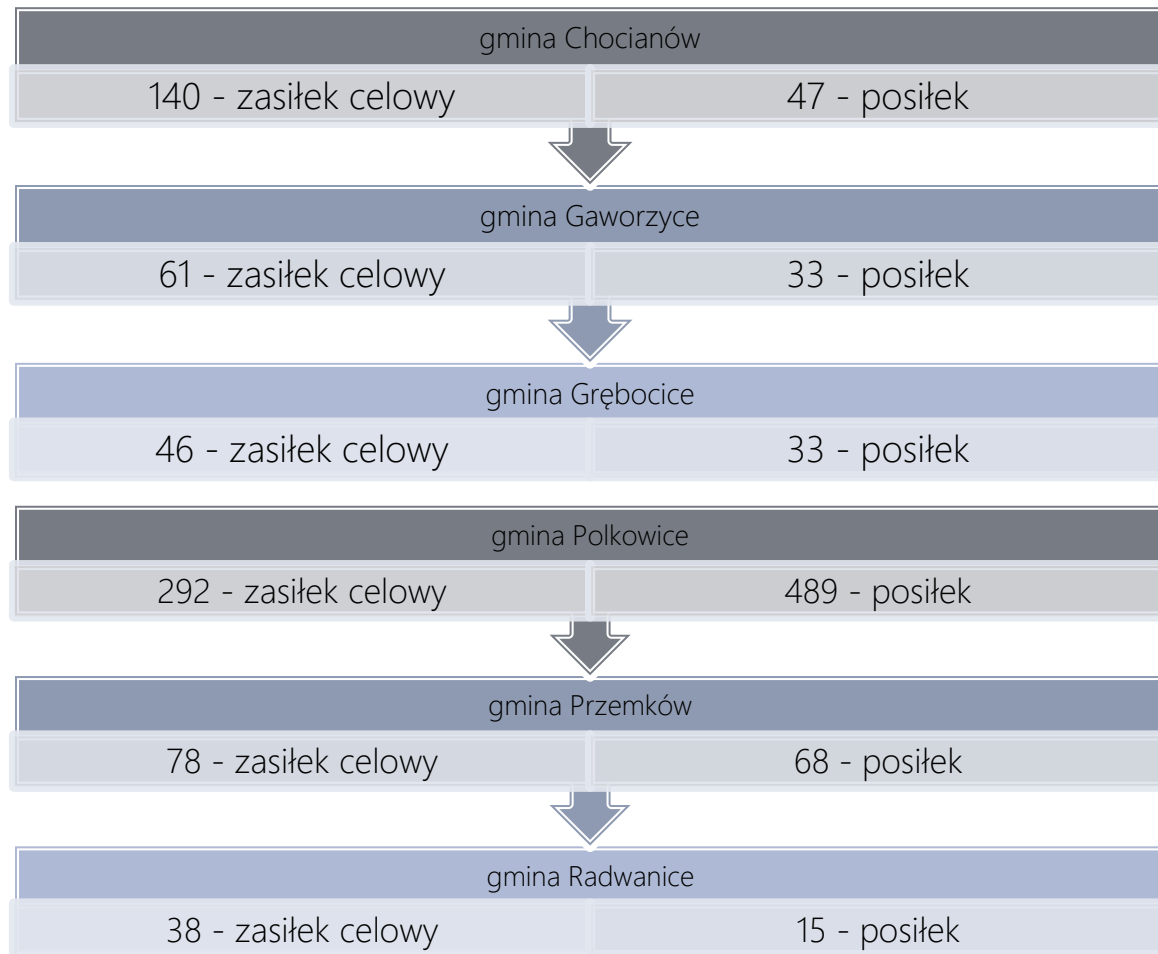 gmina Chocianów
140 - zasiłek celowy 47 - posiłek
gmina Gaworzyce
61 - zasiłek celowy 33 - posiłek
gmina Grębocice
46 - zasiłek celowy 33 - posiłek
gmina Polkowice
292 - zasiłek celowy 489 - posiłek
gmina Przemków
78 - zasiłek celowy 68 - posiłek
gmina Radwanice
38 - zasiłek celowy 15 - posiłek